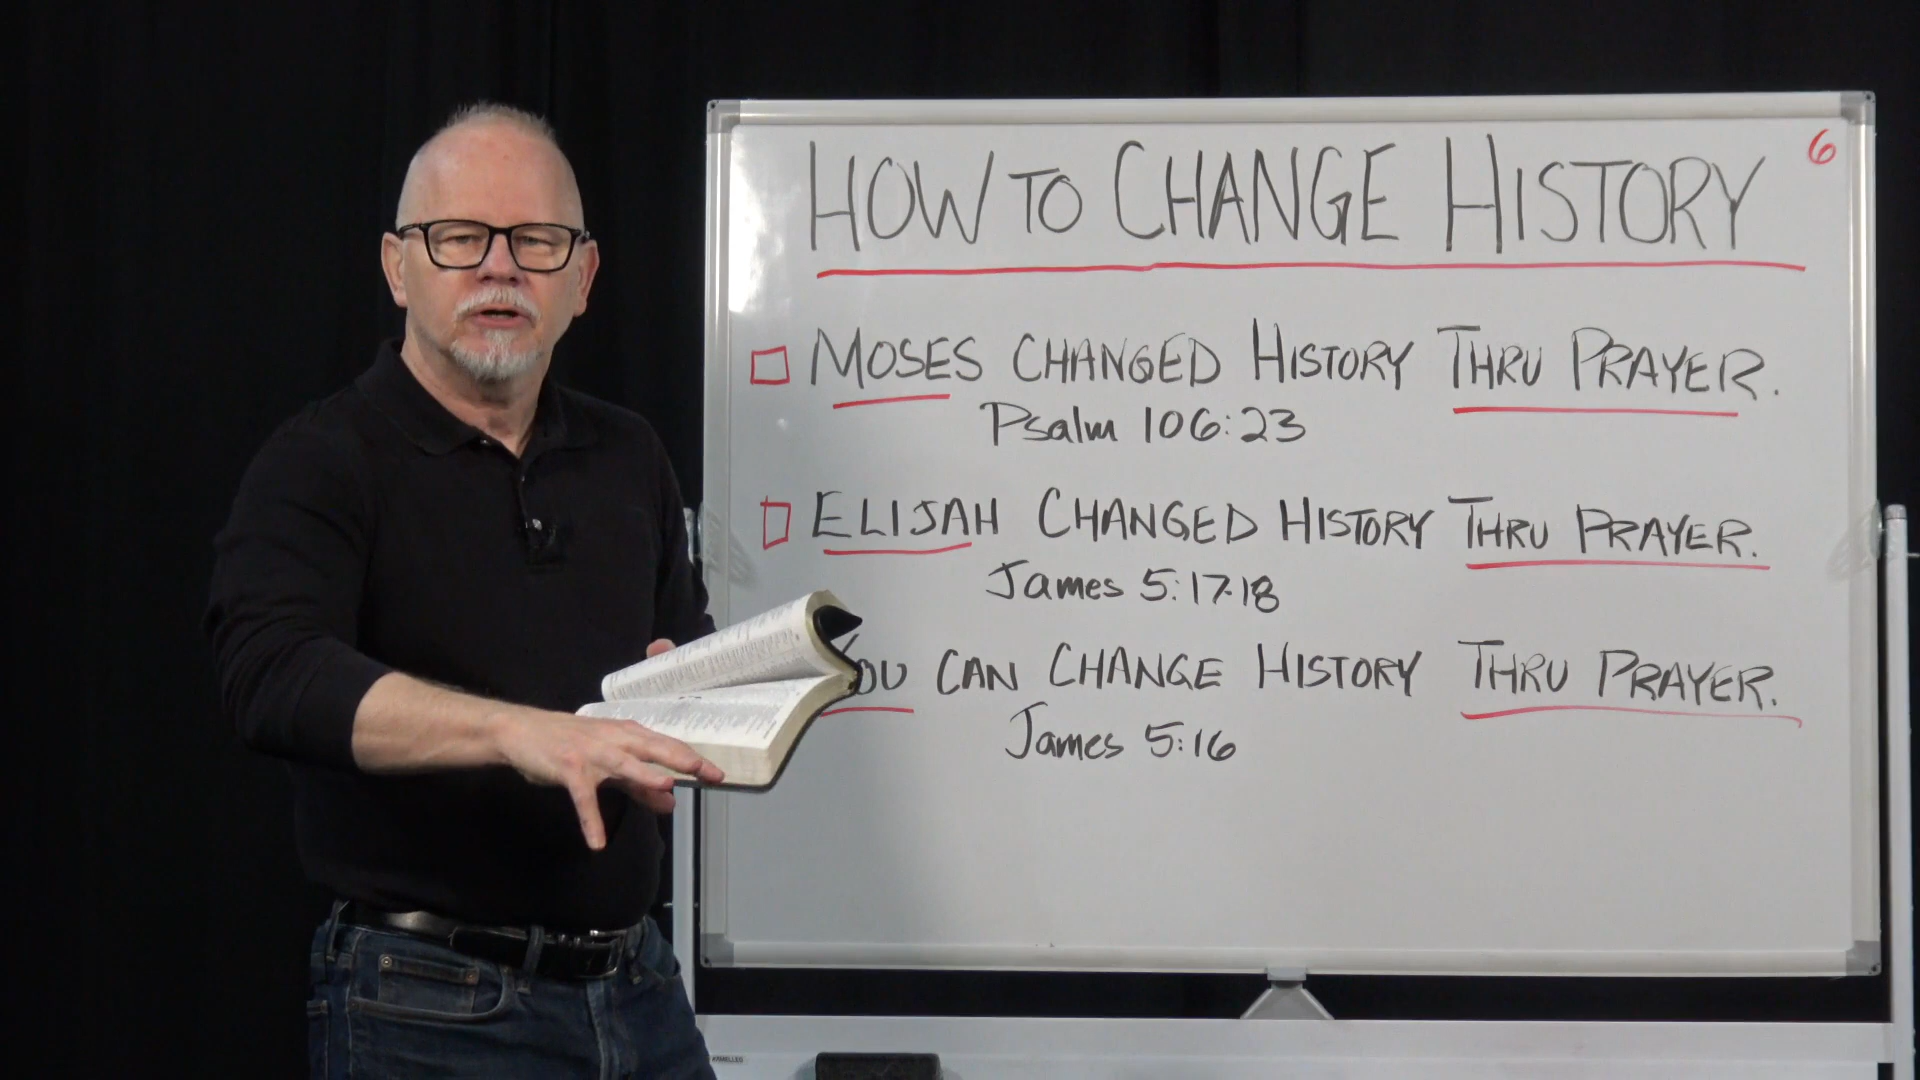 6
HOW TO CHANGE HISTORY
MOSES CHANGED HISTORY THRU PRAYER.
Psalm 106:23
ELIJAH CHANGED HISTORY THRU PRAYER.
James 5:17-18
YOU CAN CHANGE HISTORY THRU PRAYER.
James 5:16